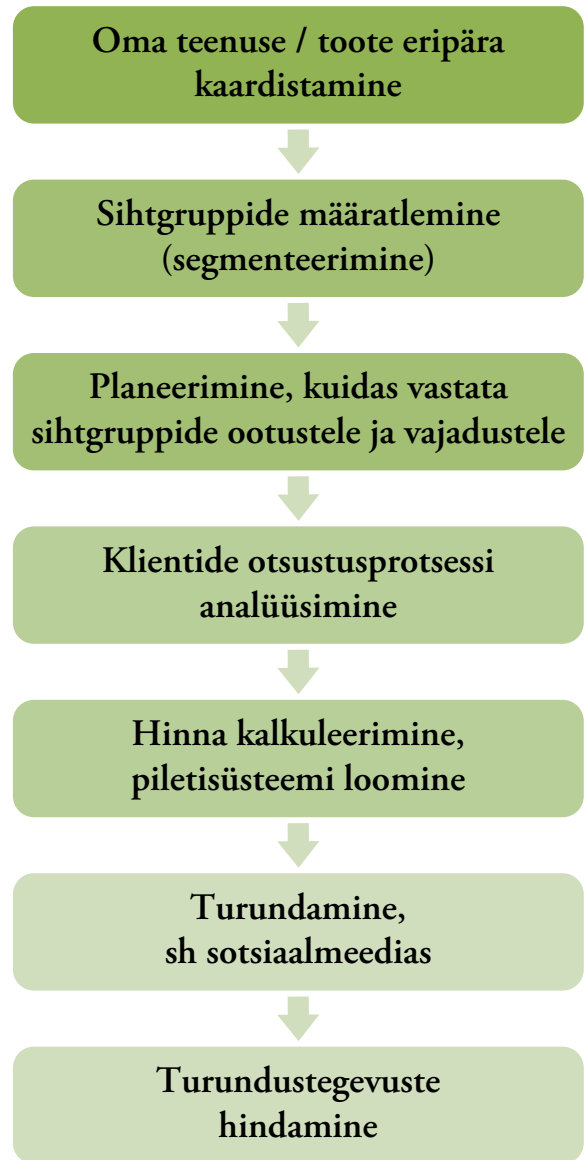 Oma teenuse / toote eripära
kaardistamine
Sihtgruppide määratlemine
(segmenteerimine)
Planeerimine, kuidas vastata
sihtgruppide ootustele ja vajadustele
Klientide otsustusprotsessi
analüüsimine
Hinna kalkuleerimine,
piletisüsteemi loomine
Turundamine,
sh sotsiaalmeedias
Turundustegevuste
hindamine